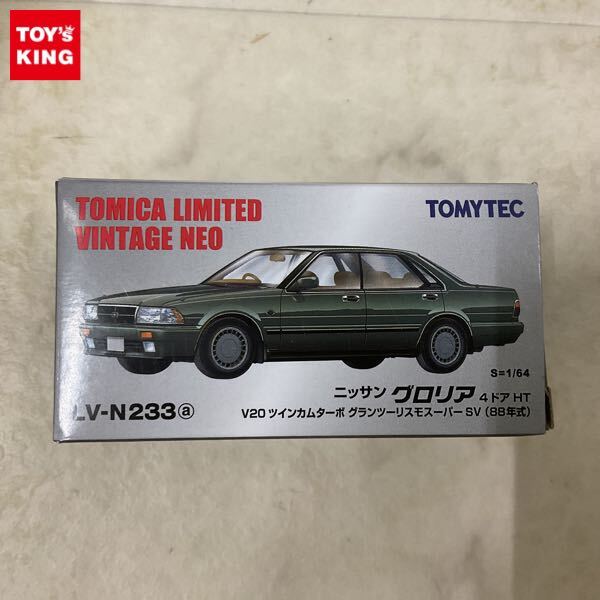 TOY's
KING
TOMICA LIMITED
VINTAGE NEO
TOMYTEC
S=1/64
ニッサン グロリア 4ドア HT
LV-N233ⓐ
V20 ツインカムターボ グランツーリスモスーパー SV (88年式)